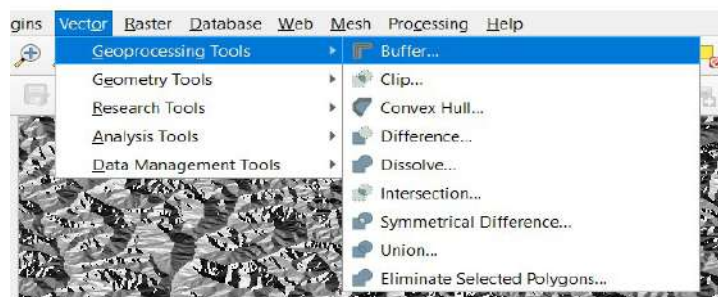 gins Vector Raster Database Web Mesh Processing Help
Geoprocessing Tools
Geometry Tools
Research Tools
Analysis Tools
Data Management Tools
Buffer...
Clip...
Convex Hull...
Difference...
Dissolve...
Intersection...
Symmetrical Difference...
Union...
Eliminate Selected Polygons...